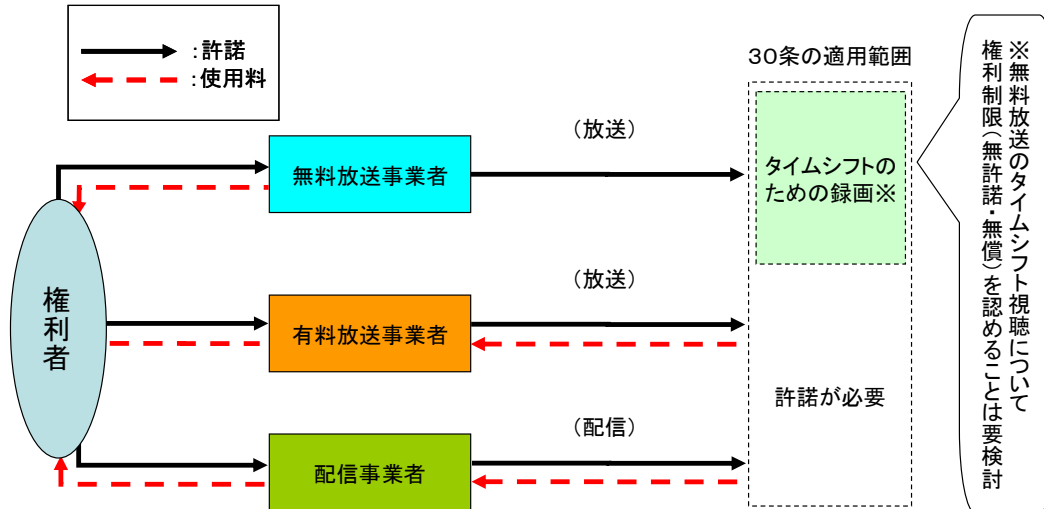 :許諾
:使用料
30条の適用範囲
(放送)
無料放送事業者
タイムシフトの
ための録画※
(放送)
権利者
有料放送事業者
許諾が必要
(配信)
配信事業者
※無料放送のタイムシフト視聴について
権利制限(無許諾・無償)を認めることは要検討